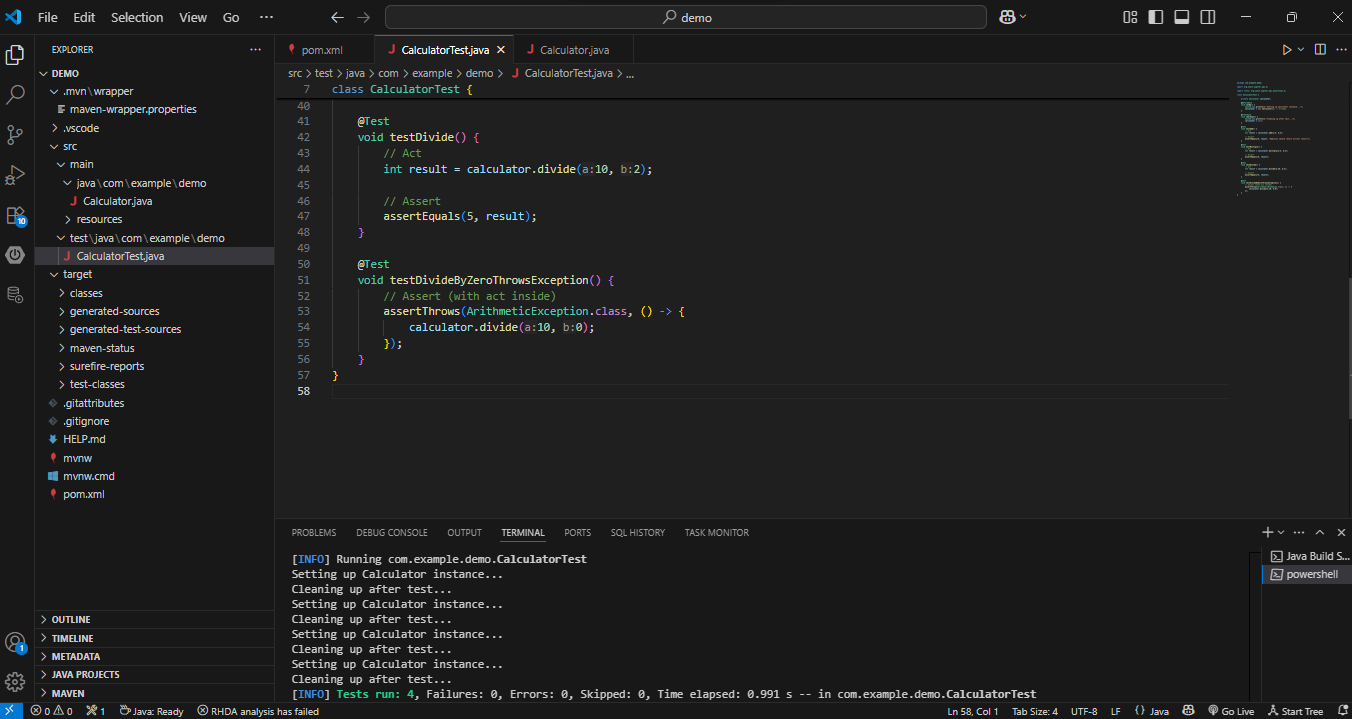 File Edit Selection View Go ··· demo
EXPLORER ···
DEMO
.mvn\wrapper
maven-wrapper.properties
.vscode
src
main
java\com\example\demo
Calculator.java
resources
test\java\com\example\demo
CalculatorTest.java
target
classes
generated-sources
generated-test-sources
maven-status
surefire-reports
test-classes
.gitattributes
.gitignore
HELP.md
mvnw
mvnw.cmd
pom.xml
OUTLINE
TIMELINE
METADATA
JAVA PROJECTS
MAVEN
10
1
pom.xml CalculatorTest.java Calculator.java
src > test > java > com > example > demo > CalculatorTest.java > ...
7 class CalculatorTest {
40
41 @Test
42 void testDivide() {
43 // Act
44 int result = calculator.divide(a:10, b:2);
45
46 // Assert
47 assertEquals(5, result);
48 }
49
50 @Test
51 void testDivideByZeroThrowsException() {
52 // Assert (with act inside)
53 assertThrows(ArithmeticException.class, () -> {
54 calculator.divide(a:10, b:0);
55 });
56 }
57 }
58
PROBLEMS DEBUG CONSOLE OUTPUT TERMINAL PORTS SQL HISTORY TASK MONITOR
[INFO] Running com.example.demo.CalculatorTest
Setting up Calculator instance...
Cleaning up after test...
Setting up Calculator instance...
Cleaning up after test...
Setting up Calculator instance...
Cleaning up after test...
Setting up Calculator instance...
Cleaning up after test...
[INFO] Tests run: 4, Failures: 0, Errors: 0, Skipped: 0, Time elapsed: 0.991 s -- in com.example.demo.CalculatorTest
Java Build S...
powershell
0 0 1 Java: Ready RHDA analysis has failed Ln 58, Col 1 Tab Size: 4 UTF-8 LF {} Java Go Live Start Tree